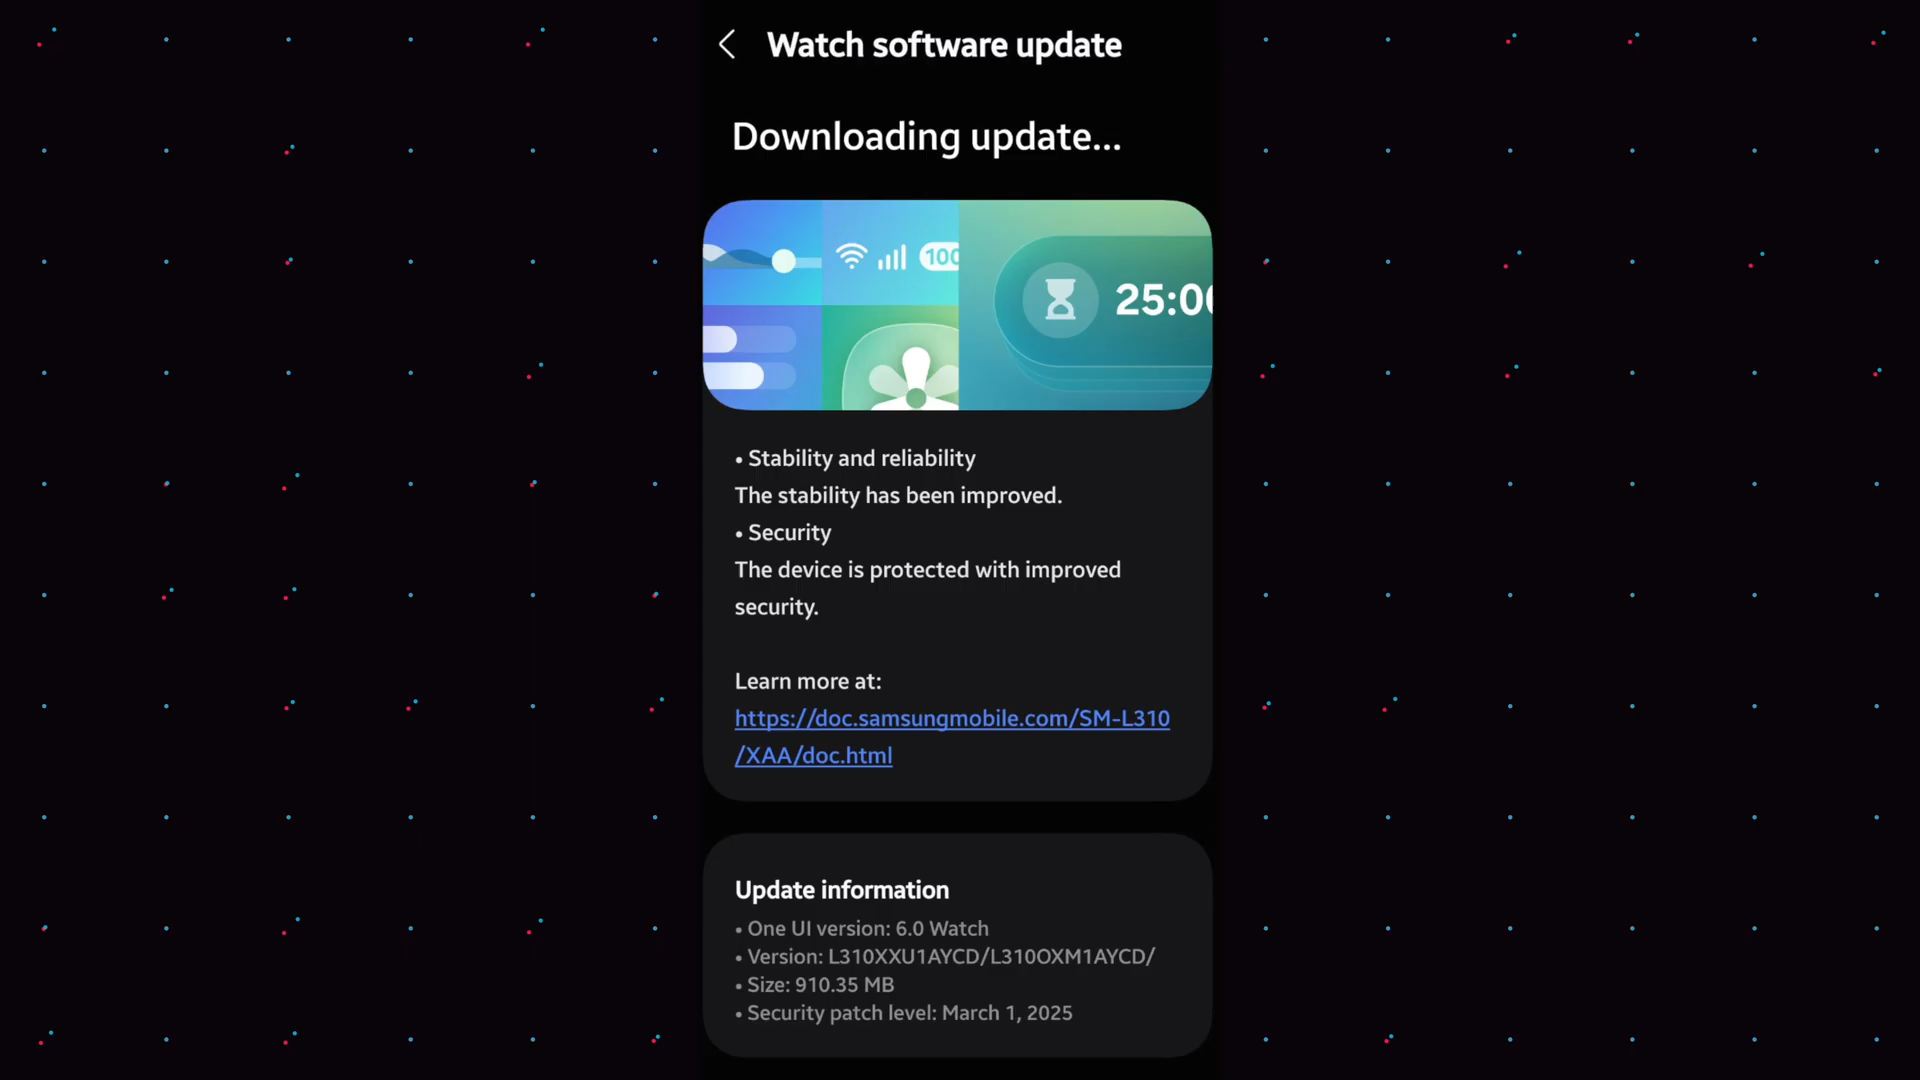 Watch software update
Downloading update...
100
25:00
• Stability and reliability
The stability has been improved.
• Security
The device is protected with improved
security.
Learn more at:
https://doc.samsungmobile.com/SM-L310
/XAA/doc.html
Update information
• One UI version: 6.0 Watch
• Version: L310XXU1AYCD/L310OXM1AYCD/
• Size: 910.35 MB
• Security patch level: March 1, 2025